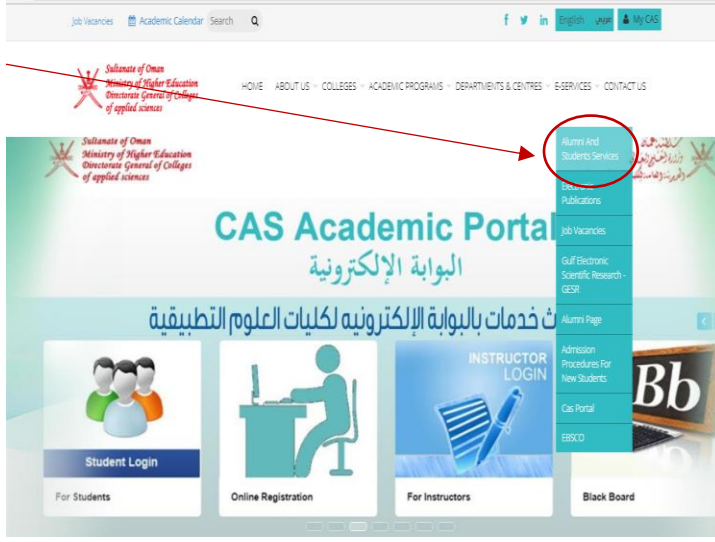 Job Vacancies Academic Calendar Search
English عربي My CAS
Sultanate of Oman
Ministry of Higher Education
Directorate General of Colleges
of applied sciences
HOME ABOUT US COLLEGES ACADEMIC PROGRAMS DEPARTMENTS & CENTRES E-SERVICES CONTACT US
Sultanate of Oman
Ministry of Higher Education
Directorate General of Colleges
of applied sciences
Alumni And
Students Services
Electronic
Publications
Job Vacancies
Gulf Electronic
Scientific Research -
GESR
Alumni Page
Admission
Procedures For
New Students
Cas Portal
EBSCO
CAS Academic Portal
البوابة الإلكترونية
خدمات بالبوابة الإلكترونيه لكليات العلوم التطبيقية
Student Login
For Students
Online Registration
INSTRUCTOR
LOGIN
For Instructors
Bb
Black Board